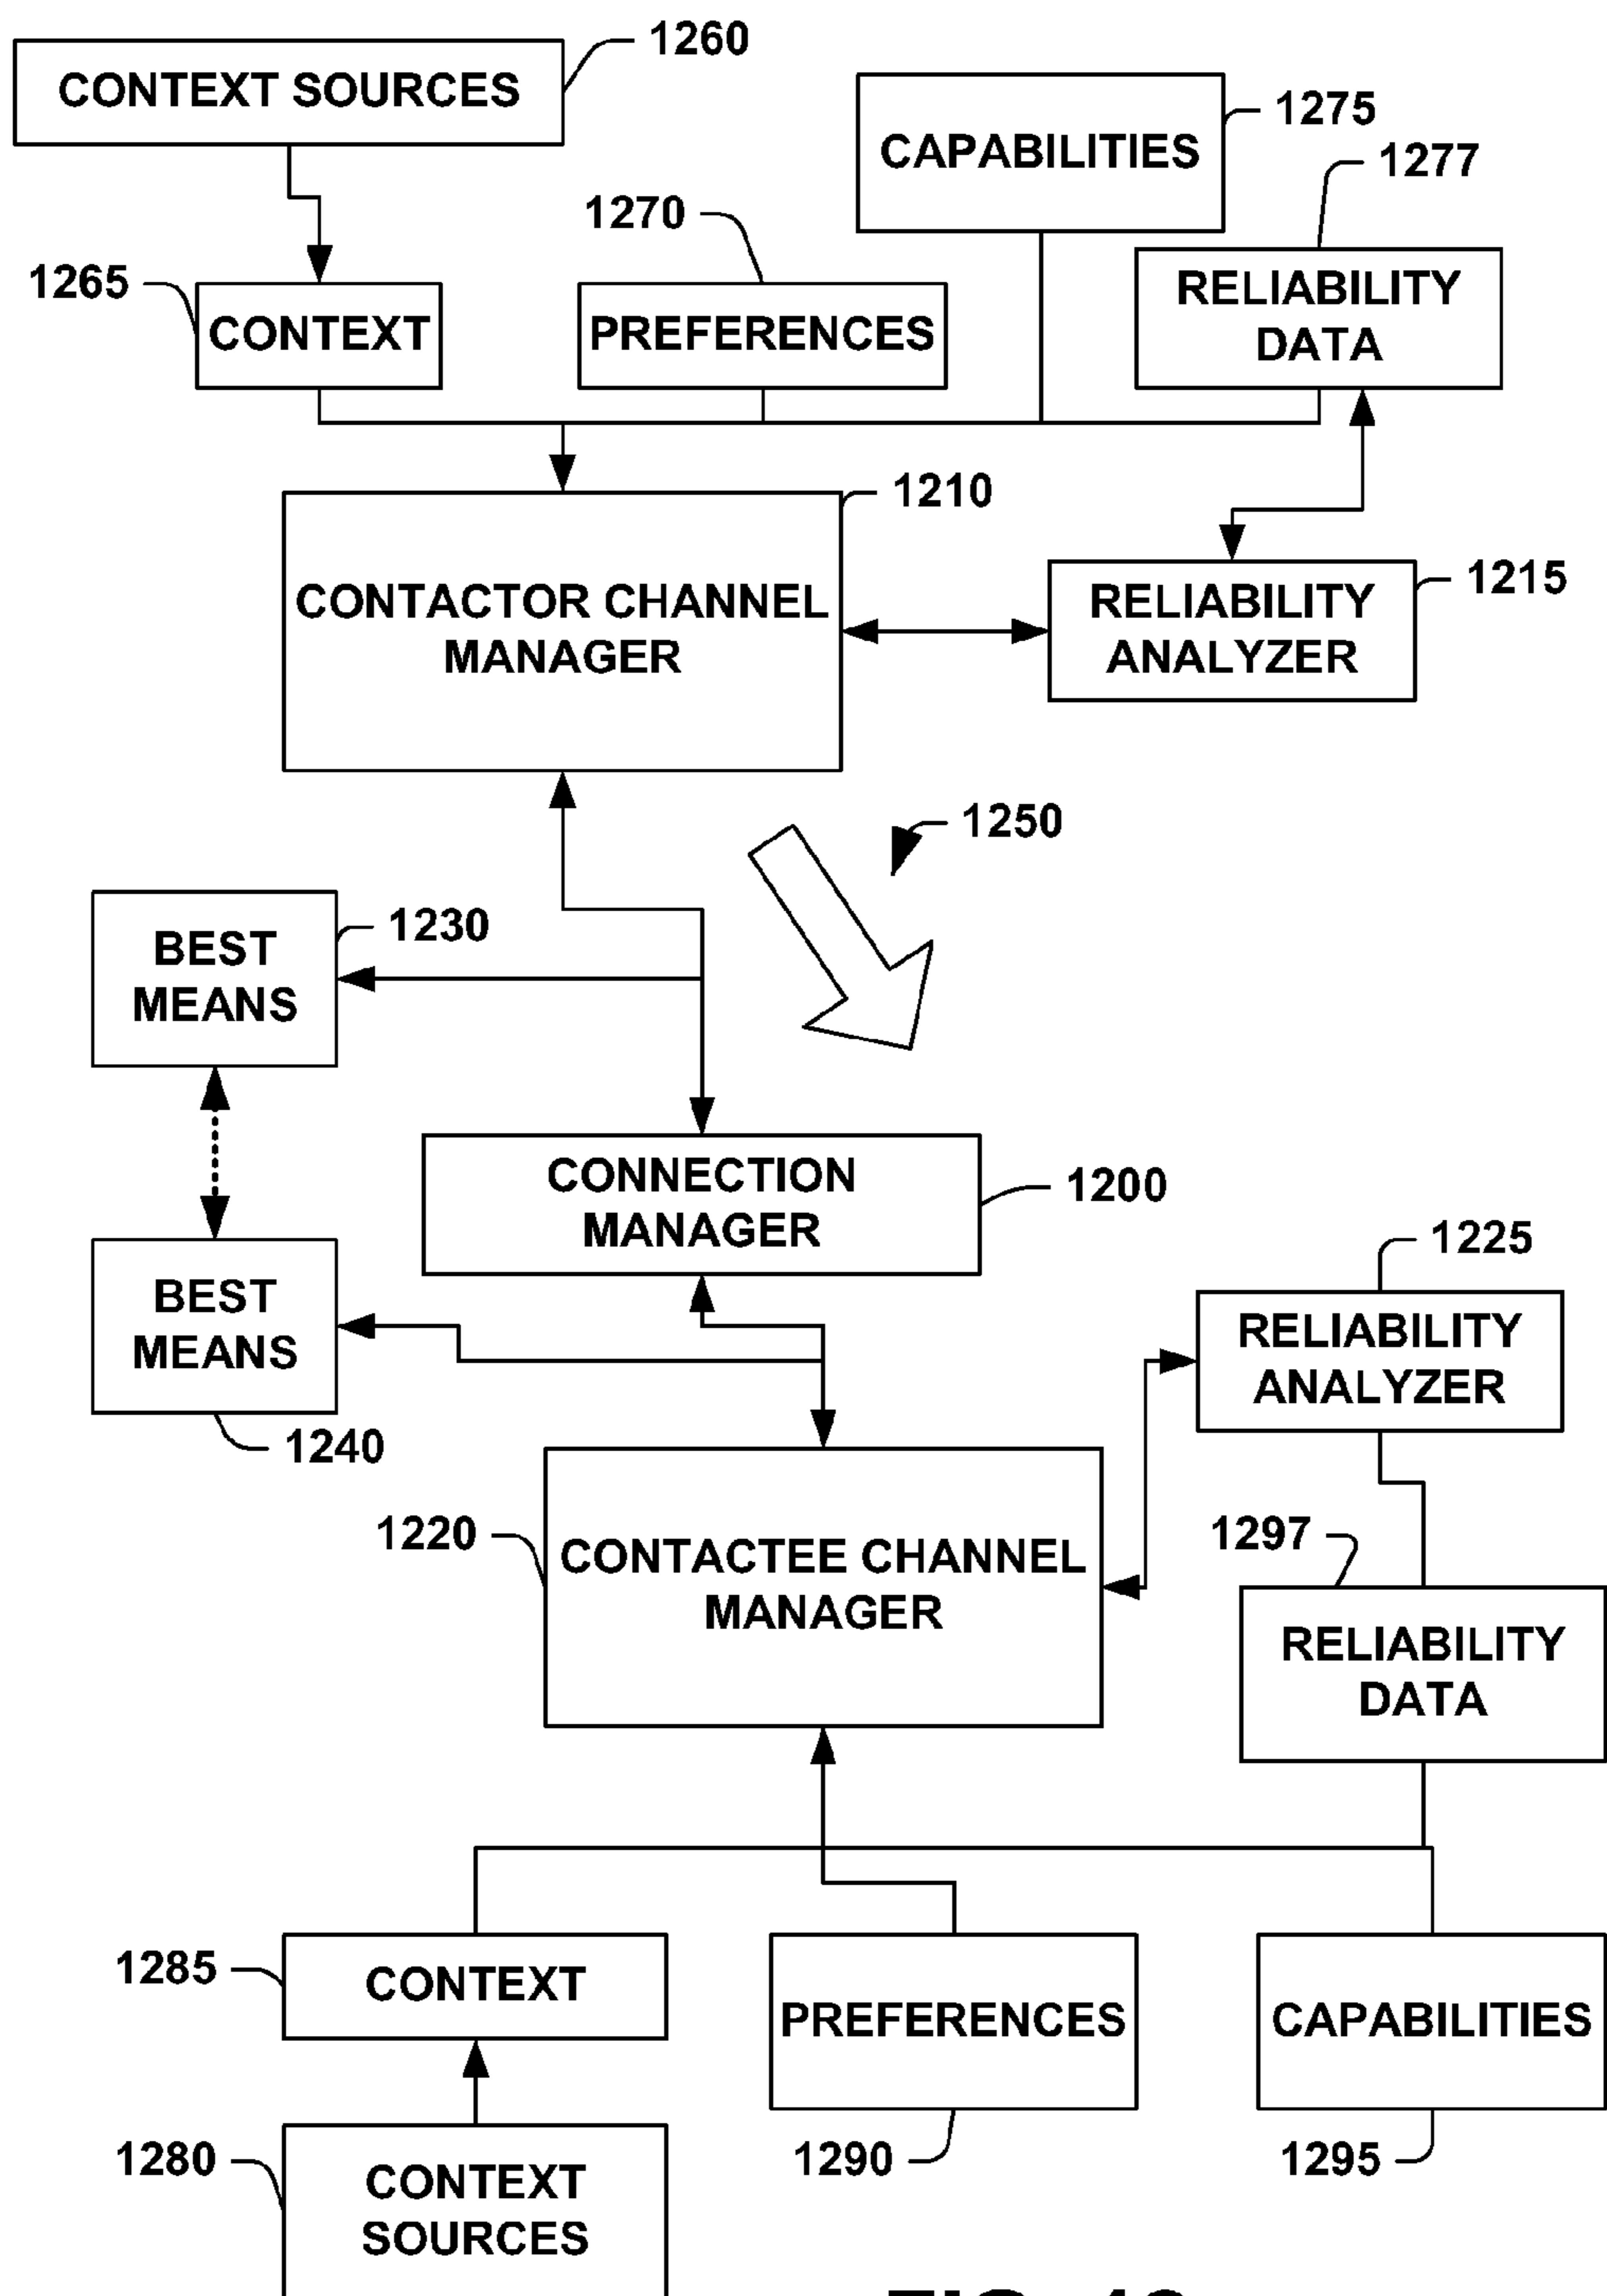 1260
CONTEXT SOURCES
1275
CAPABILITIES
1277
1270
RELIABILITY
DATA
1265
CONTEXT
PREFERENCES
1210
CONTACTOR CHANNEL
MANAGER
1215
RELIABILITY
ANALYZER
1250
1230
BEST
MEANS
CONNECTION
MANAGER
1200
1225
BEST
MEANS
RELIABILITY
ANALYZER
1240
1220
CONTACTEE CHANNEL
MANAGER
1297
RELIABILITY
DATA
1285
CONTEXT
PREFERENCES
CAPABILITIES
1280
CONTEXT
SOURCES
1290
1295